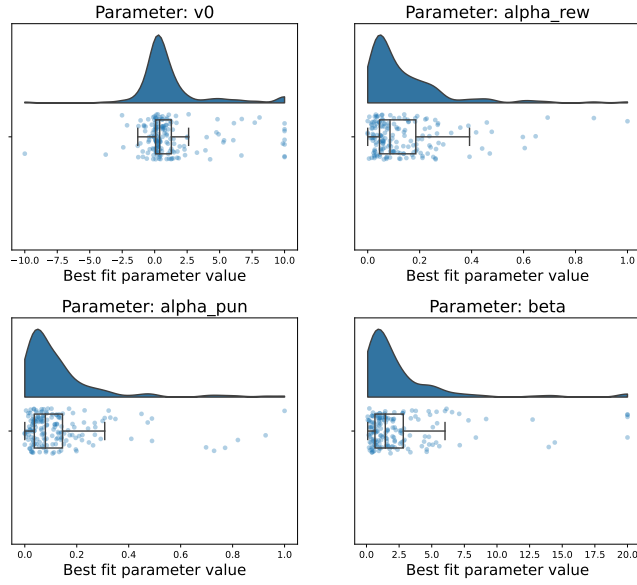 Parameter: v0
Parameter: alpha_rew
−10.0 −7.5 −5.0 −2.5 0.0 2.5 5.0 7.5 10.0
0.0 0.2 0.4 0.6 0.8 1.0
Best fit parameter value
Best fit parameter value
Parameter: alpha_pun
Parameter: beta
0.0 0.2 0.4 0.6 0.8 1.0
0.0 2.5 5.0 7.5 10.0 12.5 15.0 17.5 20.0
Best fit parameter value
Best fit parameter value